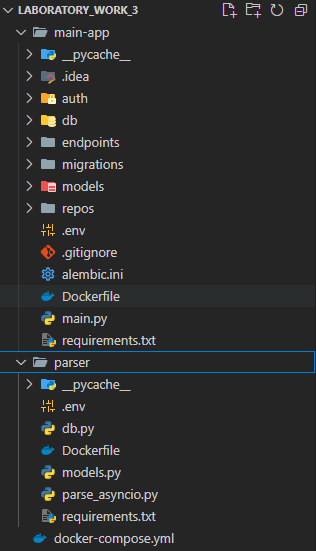 LABORATORY_WORK_3
main-app
__pycache__
.idea
auth
db
endpoints
migrations
models
repos
.env
.gitignore
alembic.ini
Dockerfile
main.py
requirements.txt
parser
__pycache__
.env
db.py
Dockerfile
models.py
parse_asyncio.py
requirements.txt
docker-compose.yml